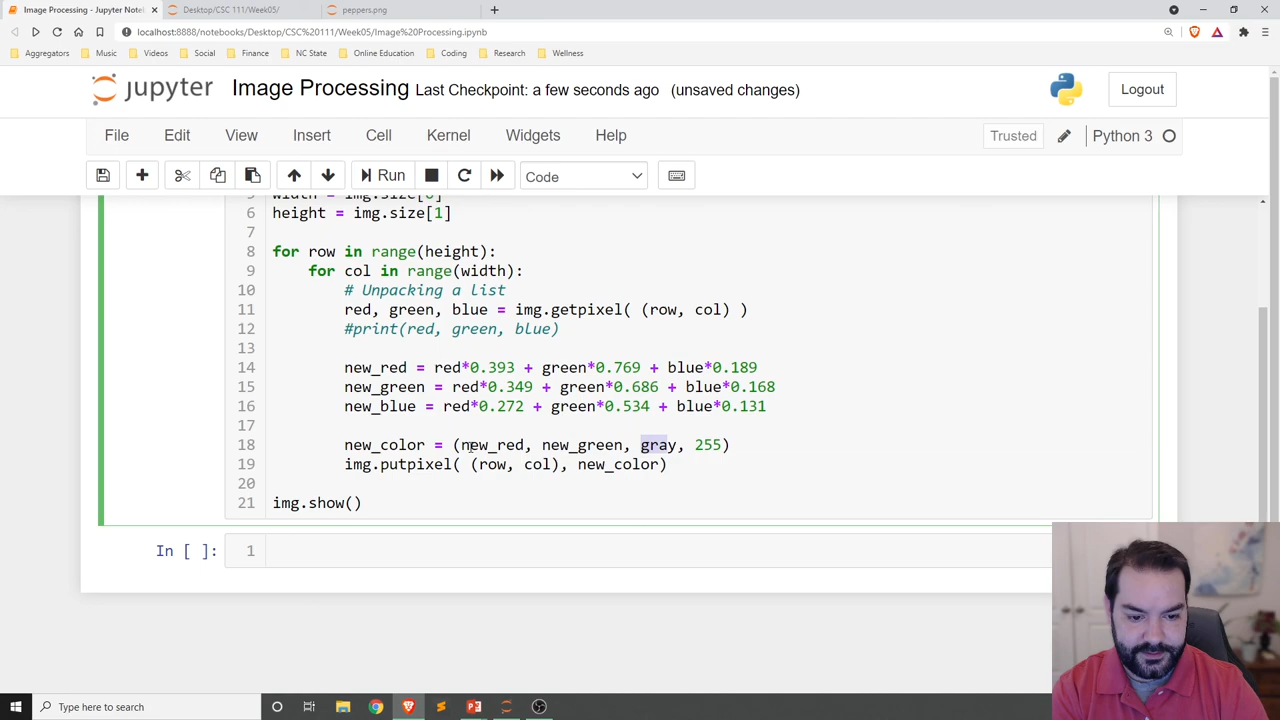 Image Processing - Jupyter Notel
Desktop/CSC 111/Week05/
peppers.png
localhost:8888/notebooks/Desktop/CSC%20111/Week05/Image%20Processing.ipynb
Aggregators Music Videos Social Finance NC State Online Education Coding Research Wellness
jupyter Image Processing Last Checkpoint: a few seconds ago (unsaved changes) Logout
File Edit View Insert Cell Kernel Widgets Help Trusted Python 3
Run Code
5 width = img.size[0]
6 height = img.size[1]
7
8 for row in range(height):
9 for col in range(width):
10 # Unpacking a list
11 red, green, blue = img.getpixel( (row, col) )
12 #print(red, green, blue)
13
14 new_red = red*0.393 + green*0.769 + blue*0.189
15 new_green = red*0.349 + green*0.686 + blue*0.168
16 new_blue = red*0.272 + green*0.534 + blue*0.131
17
18 new_color = (new_red, new_green, gray, 255)
19 img.putpixel( (row, col), new_color)
20
21 img.show()
In [ ]: 1
Type here to search